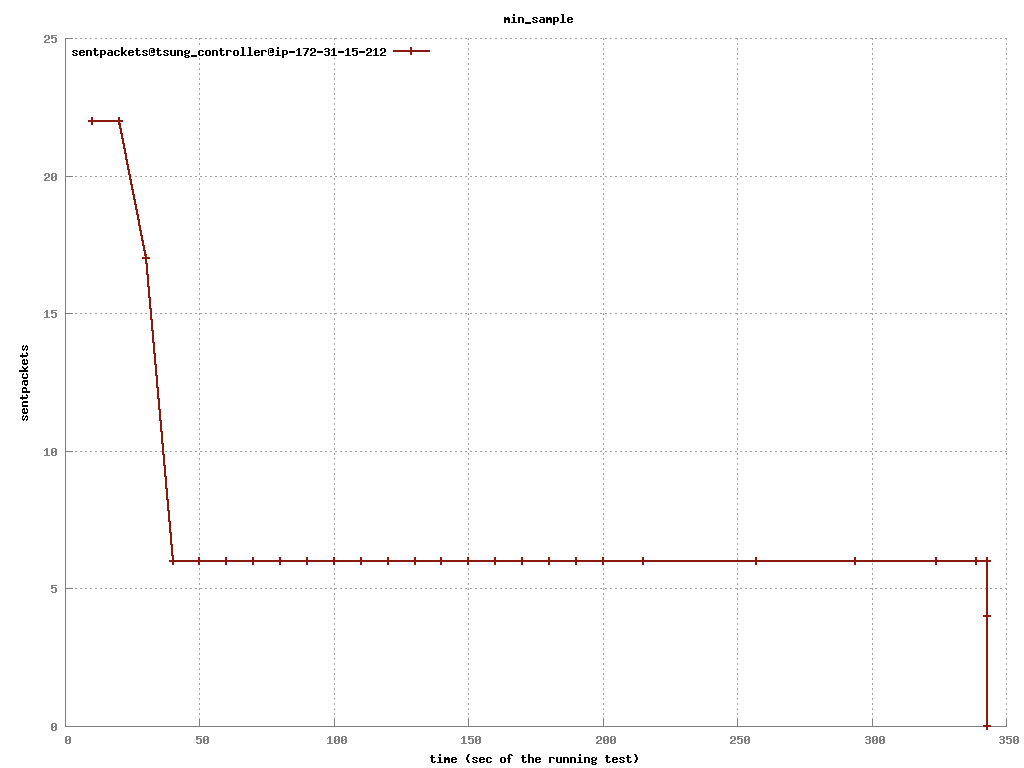 min_sample
sentpackets@tsung_controller@ip-172-31-15-212
25
20
15
10
5
0
sentpackets
0 50 100 150 200 250 300 350
time (sec of the running test)